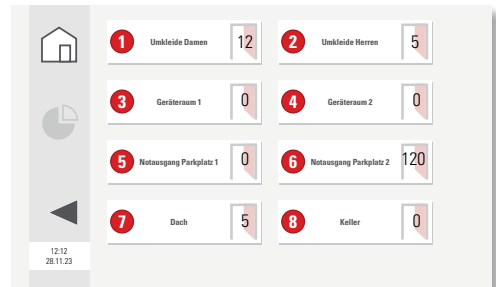 1 Umkleide Damen 12
2 Umkleide Herren 5
3 Geräteraum 1 0
4 Geräteraum 2 0
5 Notausgang Parkplatz 1 0
6 Notausgang Parkplatz 2 120
7 Dach 5
8 Keller 0
12:12
28.11.23